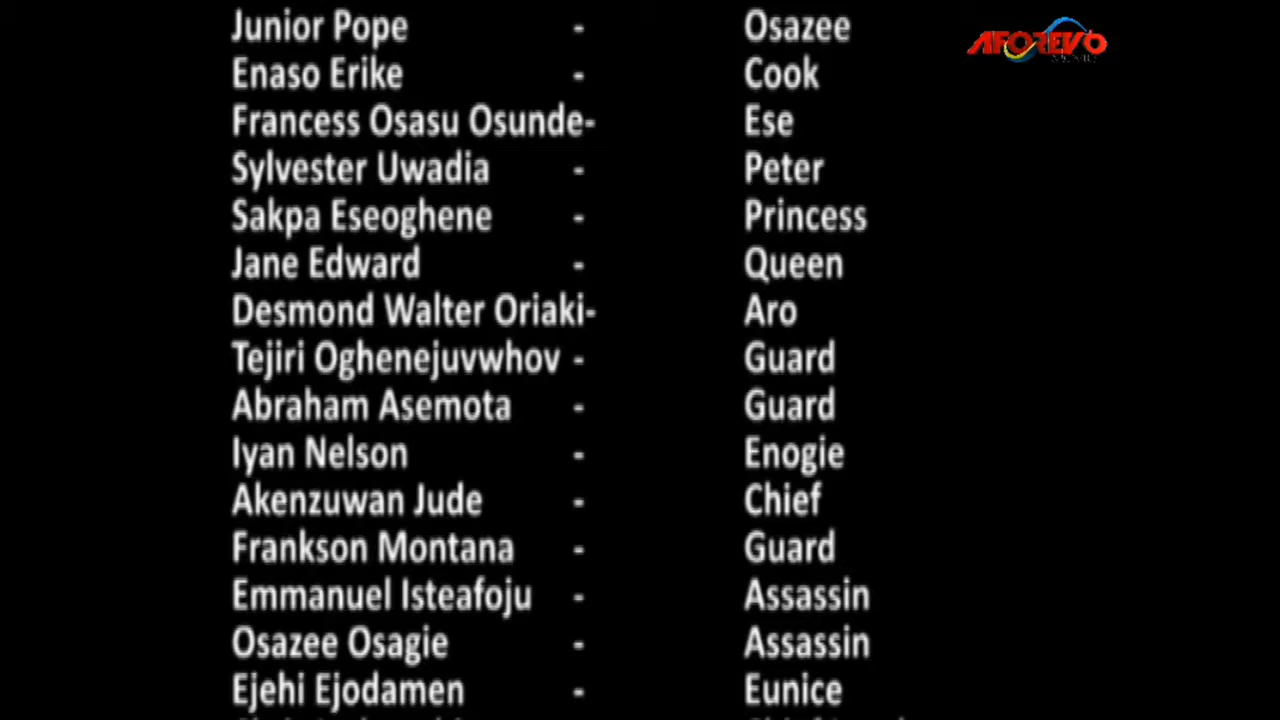 Junior Pope - Osazee
AFOREVO
Enaso Erike - Cook
Francess Osasu Osunde- Ese
Sylvester Uwadia - Peter
Sakpa Eseoghene - Princess
Jane Edward - Queen
Desmond Walter Oriaki- Aro
Tejiri Oghenejuvwhov - Guard
Abraham Asemota - Guard
Iyan Nelson - Enogie
Akenzuwan Jude - Chief
Frankson Montana - Guard
Emmanuel Isteafoju - Assassin
Osazee Osagie - Assassin
Ejehi Ejodamen - Eunice